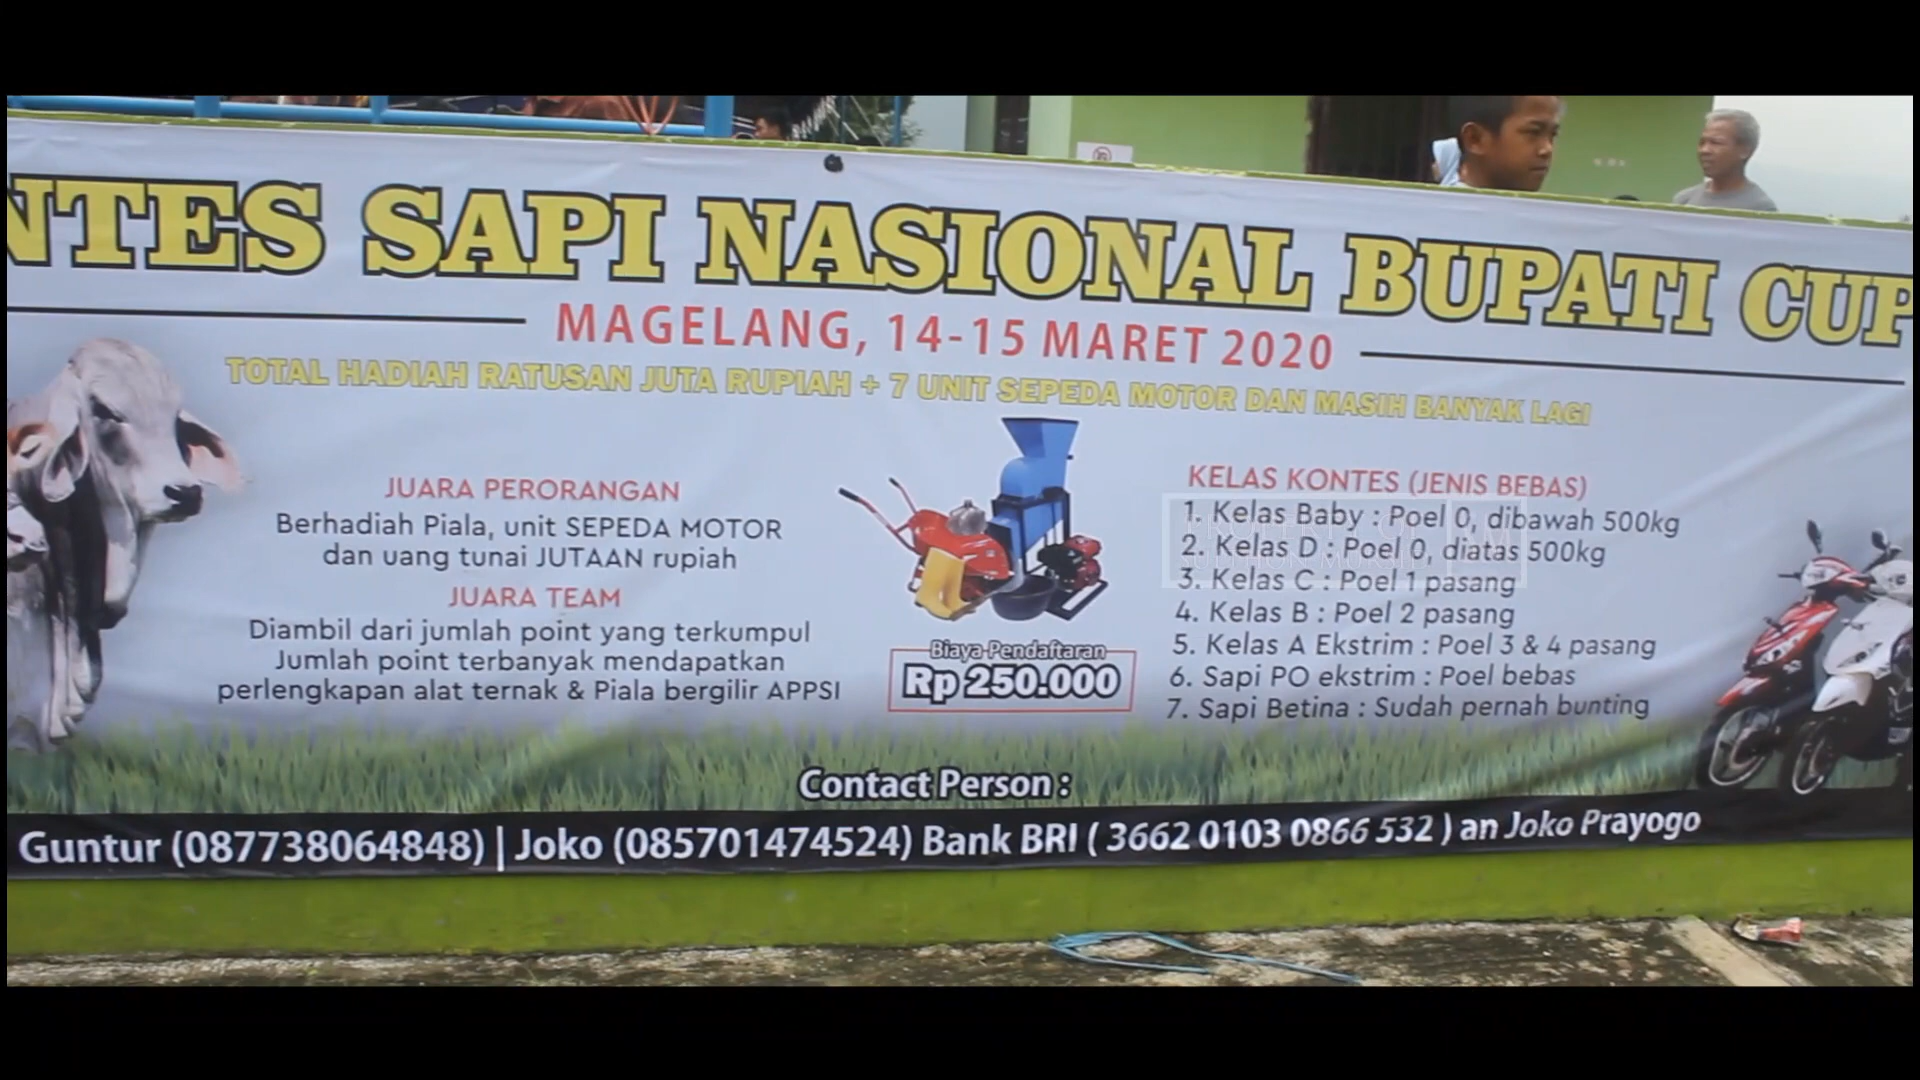 NTES SAPI NASIONAL BUPATI CUP
MAGELANG, 14-15 MARET 2020
TOTAL HADIAH RATUSAN JUTA RUPIAH + 7 UNIT SEPEDA MOTOR DAN MASIH BANYAK LAGI
JUARA PERORANGAN
Berhadiah Piala, unit SEPEDA MOTOR
dan uang tunai JUTAAN rupiah
JUARA TEAM
Diambil dari jumlah point yang terkumpul
Jumlah point terbanyak mendapatkan
perlengkapan alat ternak & Piala bergilir APPSI
Biaya Pendaftaran
Rp 250.000
KELAS KONTES (JENIS BEBAS)
1. Kelas Baby : Poel 0, dibawah 500kg
2. Kelas D : Poel 0, diatas 500kg
3. Kelas C : Poel 1 pasang
4. Kelas B : Poel 2 pasang
5. Kelas A Ekstrim : Poel 3 & 4 pasang
6. Sapi PO ekstrim : Poel bebas
7. Sapi Betina : Sudah pernah bunting
Contact Person :
Guntur (087738064848) | Joko (085701474524) Bank BRI ( 3662 0103 0866 532 ) an Joko Prayogo